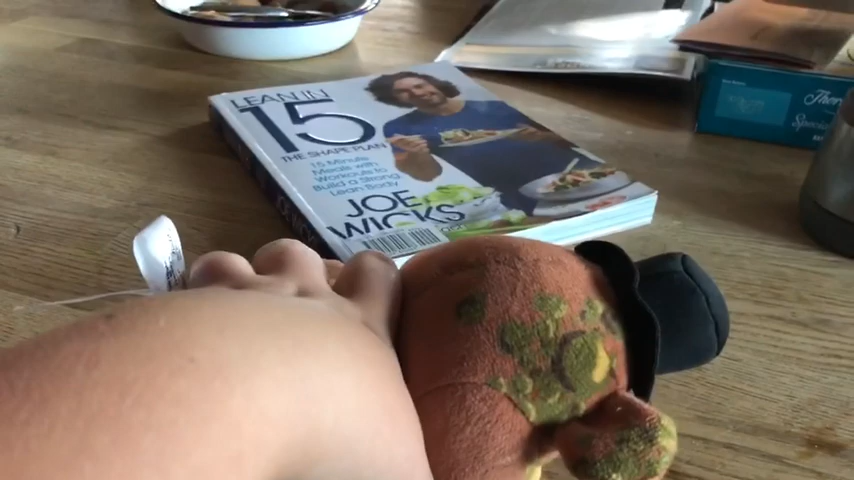 LEAN IN
15
THE SHAPE PLAN
15 Minute
Meals with
Workouts to
Build a Strong
Lean Body
JOE
WICKS